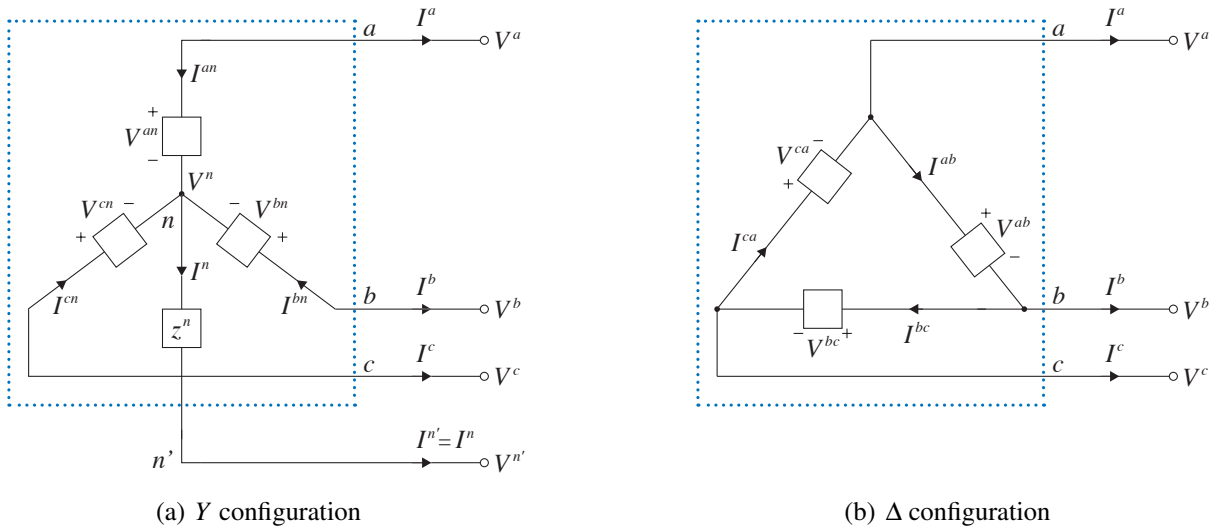 a
I^a
V^a
I^{an}
+
V^{an}
−
V^n
V^{cn}
−
−
V^{bn}
+
n
+
I^n
I^{cn}
I^{bn}
b
I^b
V^b
z^n
c
I^c
V^c
I^{n'} = I^n
n'
V^{n'}
(a) Y configuration
a
I^a
V^a
V^{ca}
−
+
I^{ab}
+
V^{ab}
−
I^{ca}
b
I^b
V^b
−
V^{bc}
+
I^{bc}
c
I^c
V^c
(b) Δ configuration